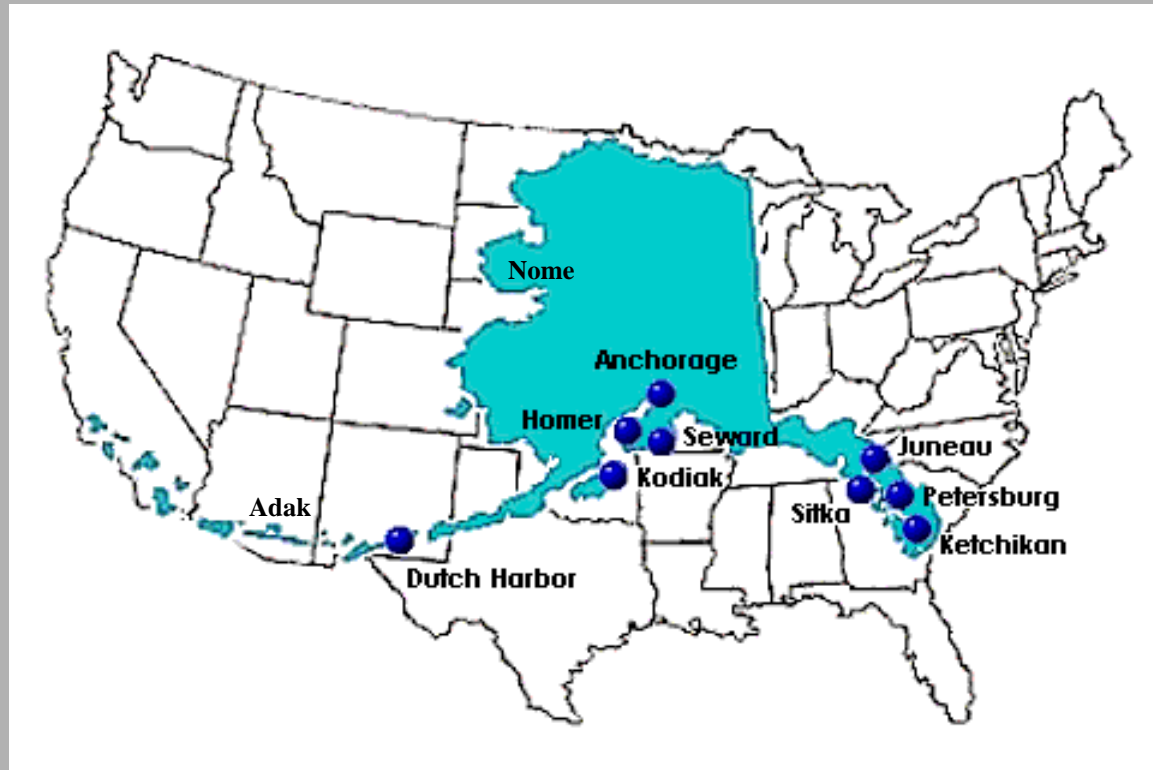 Nome
Anchorage
Homer
Seward
Juneau
Kodiak
Petersburg
Adak
Sitka
Ketchikan
Dutch Harbor